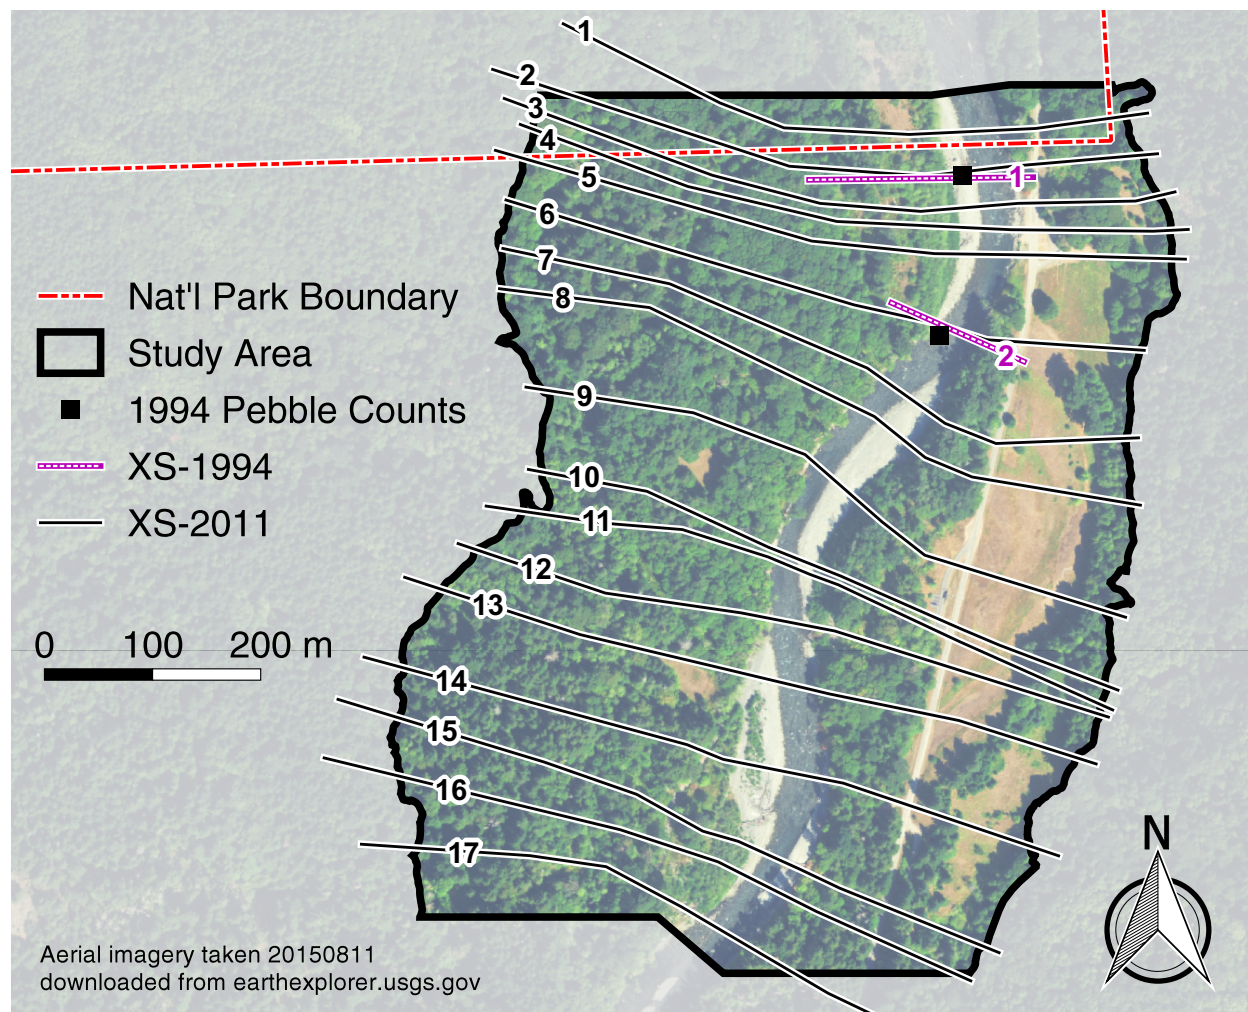 1
2
3
4
5
6
7
8
9
10
11
12
13
14
15
16
17
1
2
Nat'l Park Boundary
Study Area
1994 Pebble Counts
XS-1994
XS-2011
0 100 200 m
N
Aerial imagery taken 20150811
downloaded from earthexplorer.usgs.gov